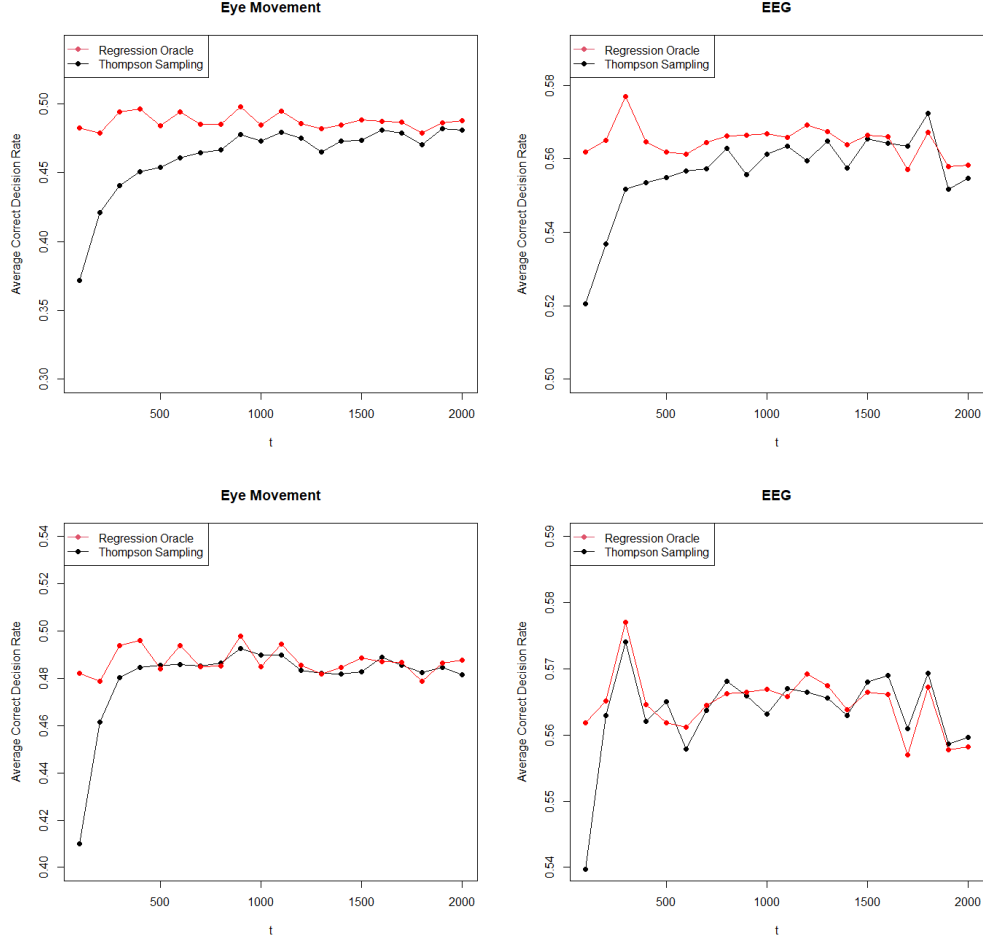 Eye Movement
Regression Oracle
Thompson Sampling
Average Correct Decision Rate
0.50
0.45
0.40
0.35
0.30
500
1000
1500
2000
t
EEG
Regression Oracle
Thompson Sampling
Average Correct Decision Rate
0.58
0.56
0.54
0.52
0.50
500
1000
1500
2000
t
Eye Movement
Regression Oracle
Thompson Sampling
Average Correct Decision Rate
0.54
0.52
0.50
0.48
0.46
0.44
0.42
0.40
500
1000
1500
2000
t
EEG
Regression Oracle
Thompson Sampling
Average Correct Decision Rate
0.59
0.58
0.57
0.56
0.55
0.54
500
1000
1500
2000
t